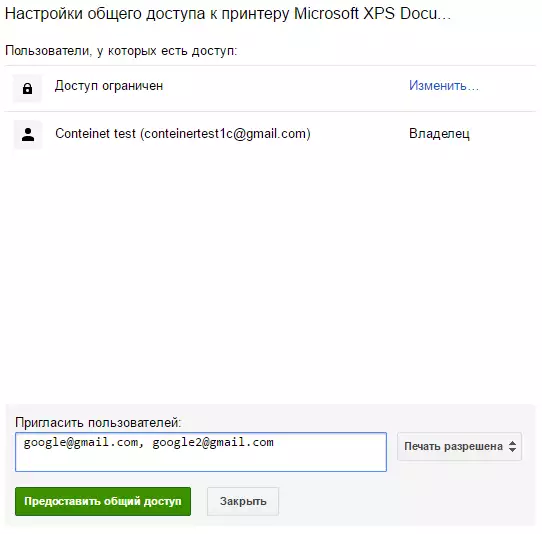 Настройки общего доступа к принтеру Microsoft XPS Docu...
Пользователи, у которых есть доступ:
Доступ ограничен Изменить...
Conteinet test (conteinertest1c@gmail.com) Владелец
Пригласить пользователей:
google@gmail.com, google2@gmail.com
Печать разрешена
Предоставить общий доступ Закрыть